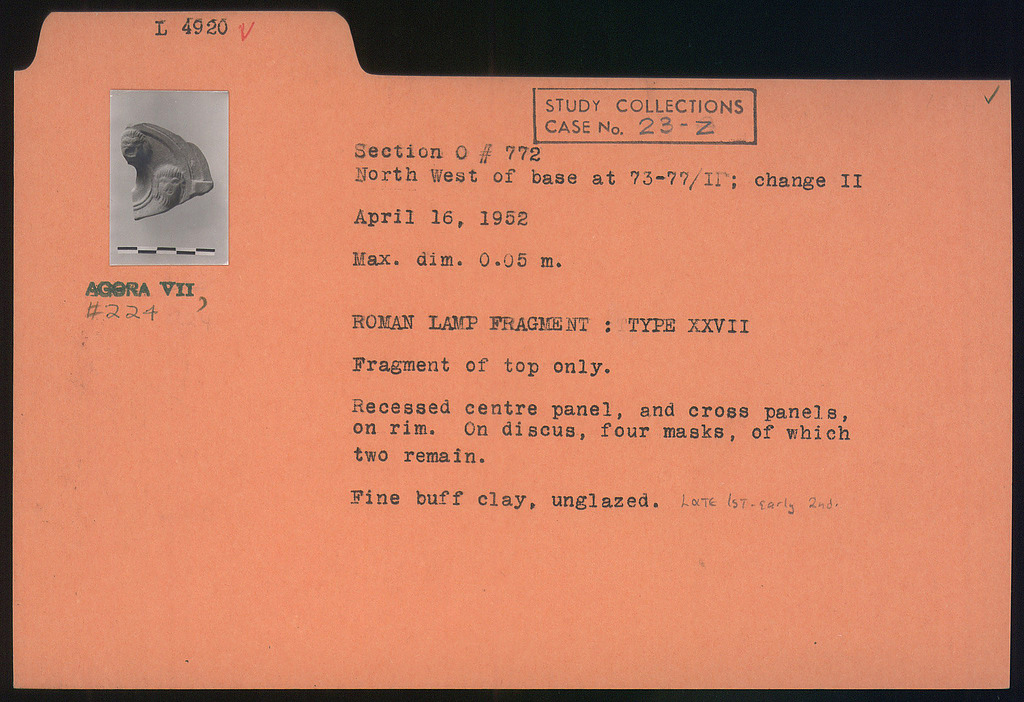 L 4920 √
STUDY COLLECTIONS
CASE No. 23-Z
Section O # 772
North West of base at 73-77/; change II
April 16, 1952
Max. dim. 0.05 m.
AGORA VII,
#224
ROMAN LAMP FRAGMENT : TYPE XXVII
Fragment of top only.
Recessed centre panel, and cross panels,
on rim. On discus, four masks, of which
two remain.
Fine buff clay, unglazed. Late 1st-early 2nd.